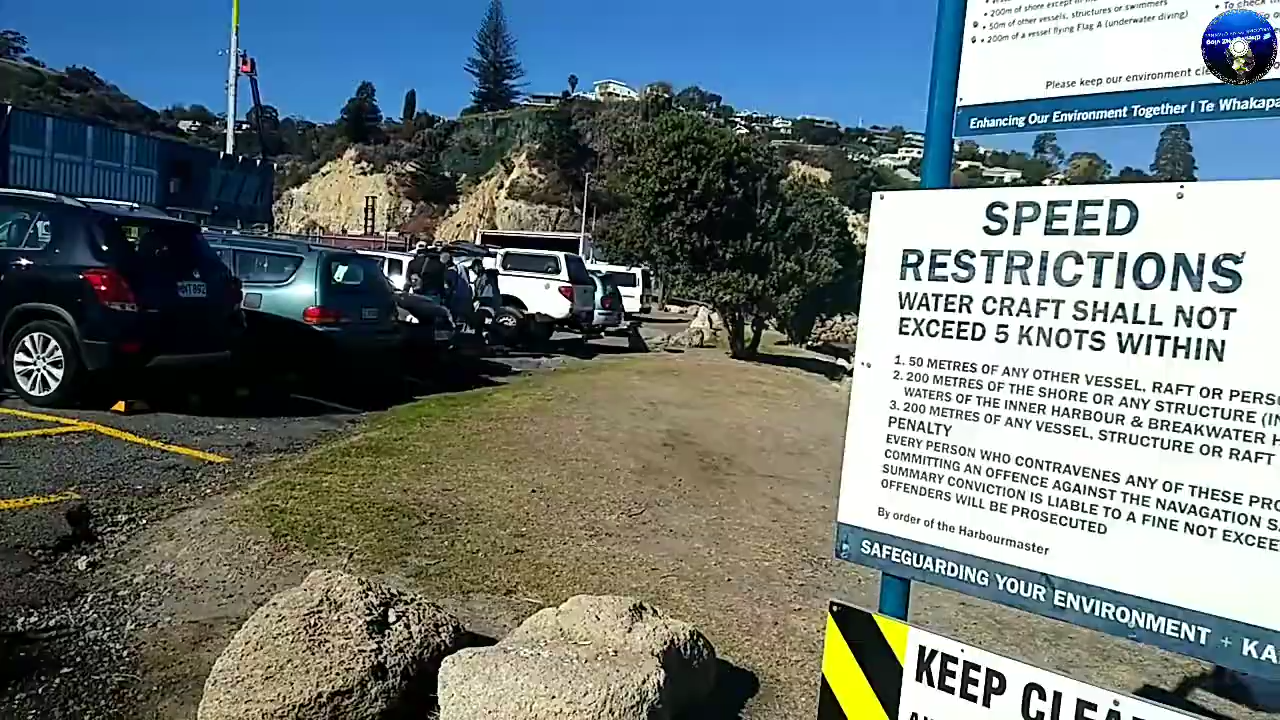 • 200m of shore except in
• 50m of other vessels, structures or swimmers
• 200m of a vessel flying Flag A (underwater diving)
• To check
Please keep our environment
Enhancing Our Environment Together | Te Whakapa
SPEED
RESTRICTIONS
WATER CRAFT SHALL NOT
EXCEED 5 KNOTS WITHIN
1. 50 METRES OF ANY OTHER VESSEL, RAFT OR PERS
2. 200 METRES OF THE SHORE OR ANY STRUCTURE (IN
WATERS OF THE INNER HARBOUR & BREAKWATER H
3. 200 METRES OF ANY VESSEL, STRUCTURE OR RAFT
PENALTY
EVERY PERSON WHO CONTRAVENES ANY OF THESE PRO
COMMITTING AN OFFENCE AGAINST THE NAVAGATION S
SUMMARY CONVICTION IS LIABLE TO A FINE NOT EXCEE
OFFENDERS WILL BE PROSECUTED
By order of the Harbourmaster
SAFEGUARDING YOUR ENVIRONMENT + KA
KEEP CLEA